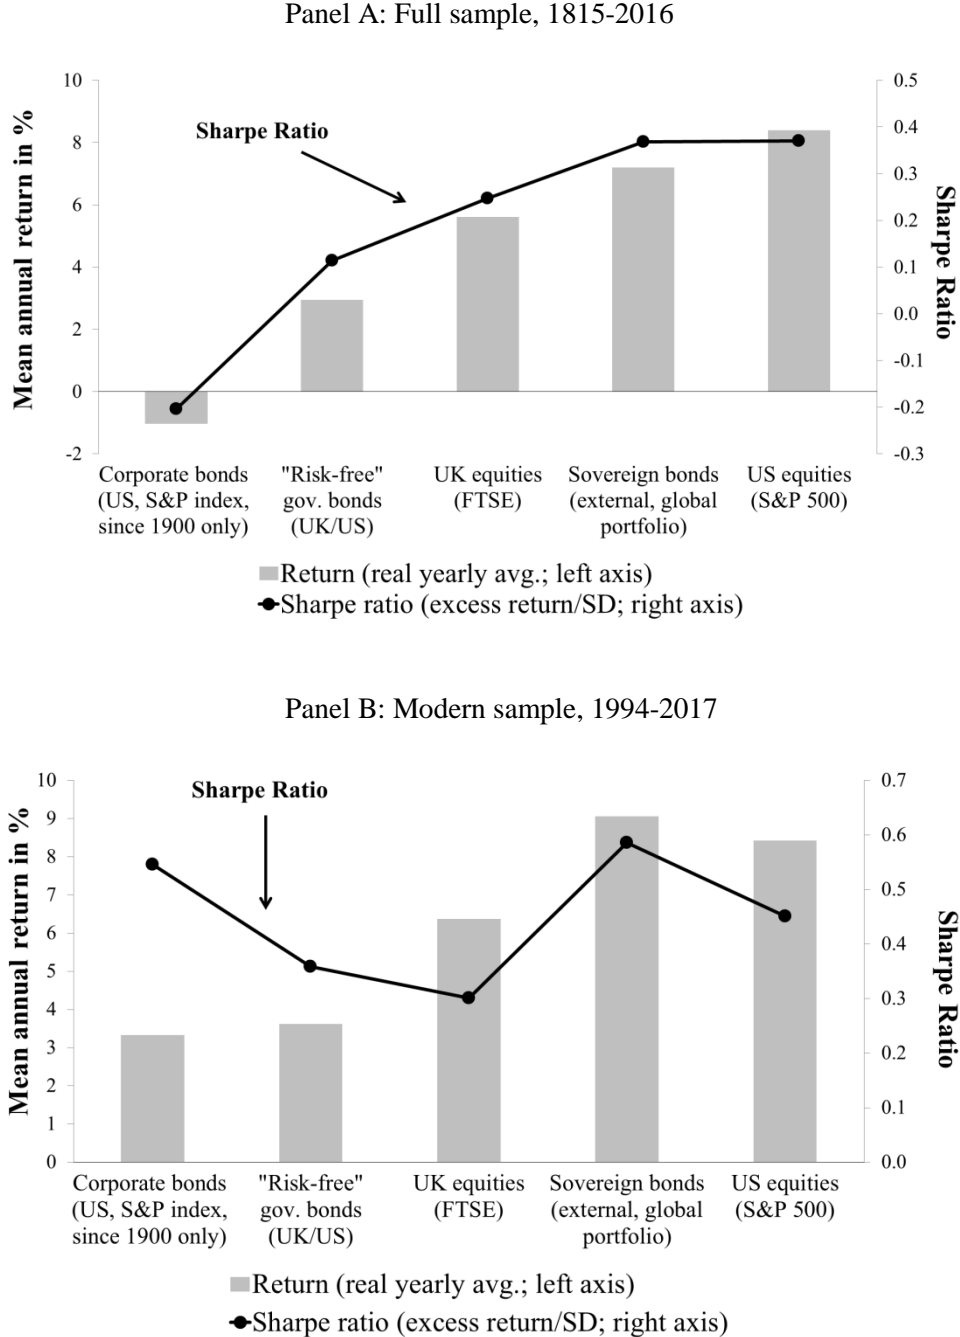 Panel A: Full sample, 1815-2016
Mean annual return in %
10
8
6
4
2
0
-2
Sharpe Ratio
0.5
0.4
0.3
0.2
0.1
0.0
-0.1
-0.2
-0.3
Sharpe Ratio
Corporate bonds
(US, S&P index,
since 1900 only)
"Risk-free"
gov. bonds
(UK/US)
UK equities
(FTSE)
Sovereign bonds
(external, global
portfolio)
US equities
(S&P 500)
Return (real yearly avg.; left axis)
Sharpe ratio (excess return/SD; right axis)
Panel B: Modern sample, 1994-2017
Mean annual return in %
10
9
8
7
6
5
4
3
2
1
0
Sharpe Ratio
0.7
0.6
0.5
0.4
0.3
0.2
0.1
0.0
Sharpe Ratio
Corporate bonds
(US, S&P index,
since 1900 only)
"Risk-free"
gov. bonds
(UK/US)
UK equities
(FTSE)
Sovereign bonds
(external, global
portfolio)
US equities
(S&P 500)
Return (real yearly avg.; left axis)
Sharpe ratio (excess return/SD; right axis)